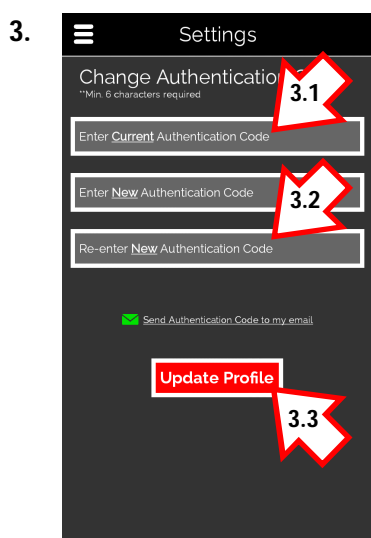 3.
Settings
Change Authentication
**Min. 6 characters required
3.1
Enter Current Authentication Code
Enter New Authentication Code
3.2
Re-enter New Authentication Code
Send Authentication Code to my email
Update Profile
3.3